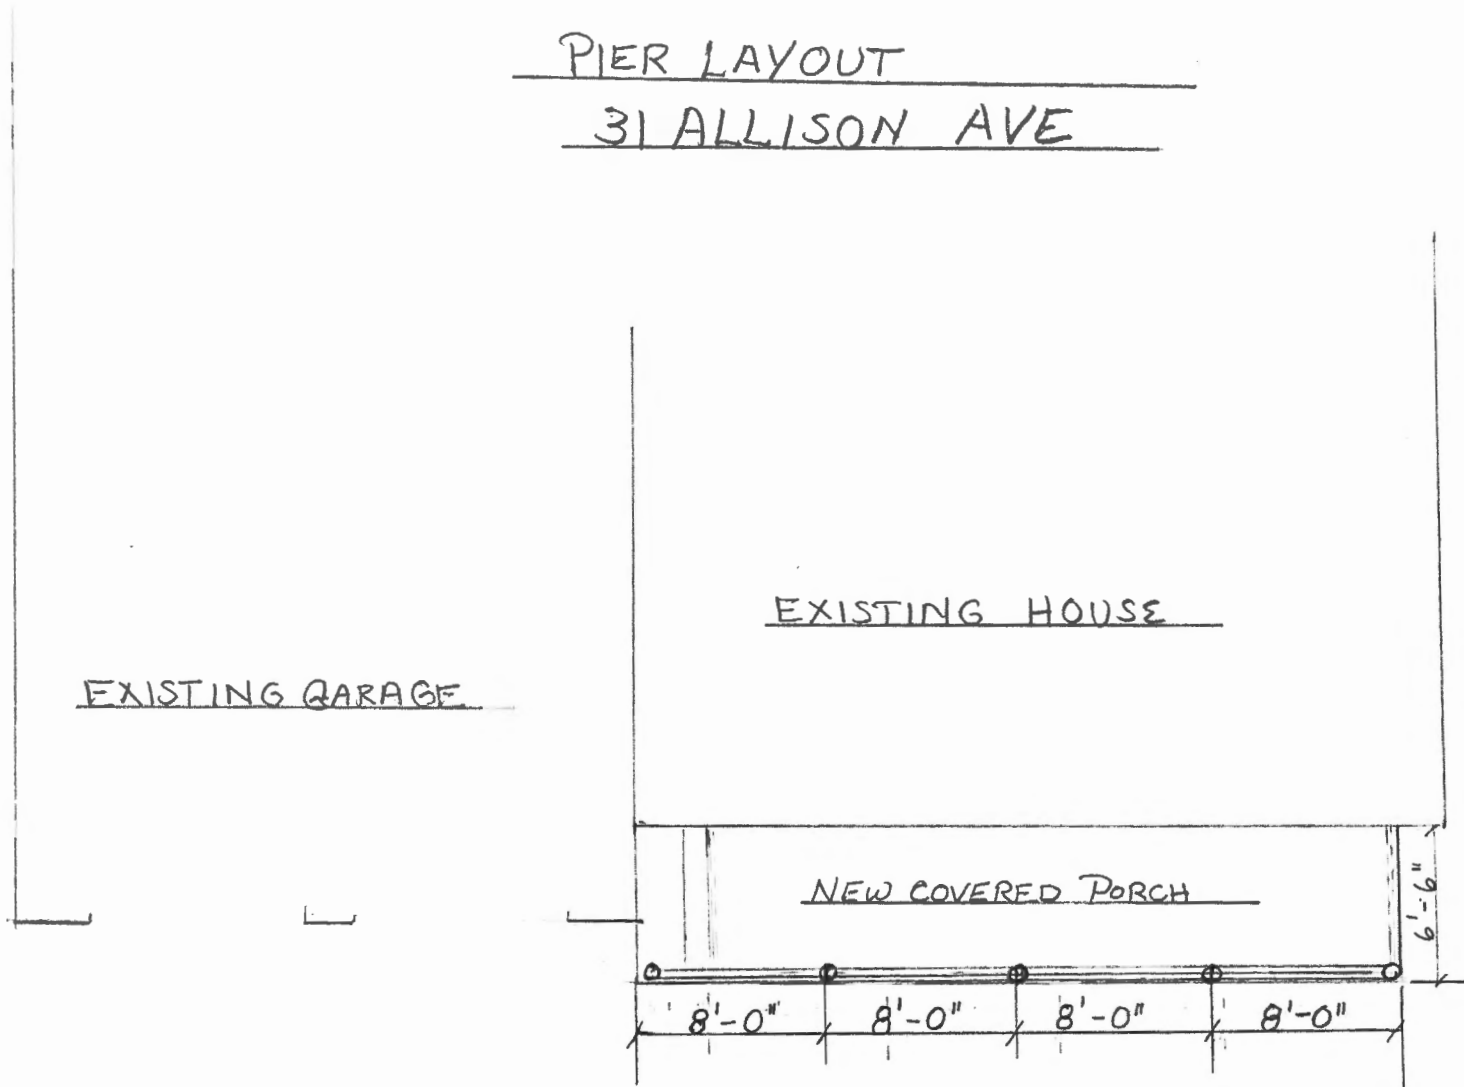 PIER LAYOUT
31 ALLISON AVE
EXISTING HOUSE
EXISTING GARAGE
NEW COVERED PORCH
6'-6"
8'-0" 8'-0" 8'-0" 8'-0"